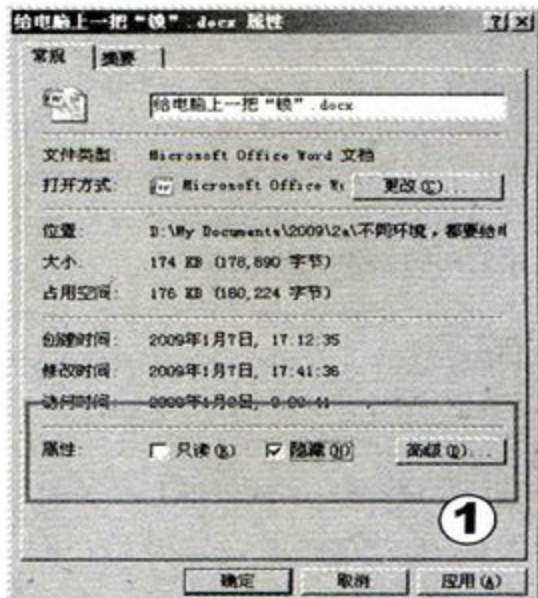 给电脑上一把“锁”.docx 属性
常规 摘要
给电脑上一把“锁”.docx
文件类型: Microsoft Office Word 文档
打开方式: Microsoft Office W 更改(C)...
位置: D:\My Documents\2009\2a\不同环境,都要给
大小: 174 KB (178,890 字节)
占用空间: 176 KB (180,224 字节)
创建时间: 2009年1月7日, 17:12:35
修改时间: 2009年1月7日, 17:41:36
访问时间:
属性: 只读(R) 隐藏(H) 高级(D)...
1
确定 取消 应用(A)